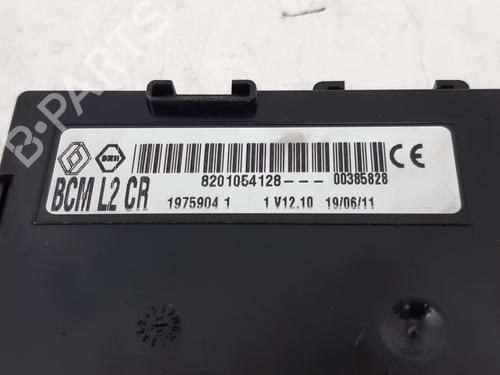 B-PARTS
8201054128--- 00385828
BCM L2 CR
1975904 1 1 V12.10 19/06/11
CE